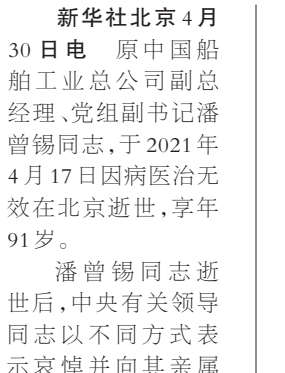 新华社北京4月
30日电 原中国船
舶工业总公司副总
经理、党组副书记潘
曾锡同志,于2021年
4月17日因病医治无
效在北京逝世,享年
91岁。
潘曾锡同志逝
世后,中央有关领导
同志以不同方式表
示哀悼并向其亲属